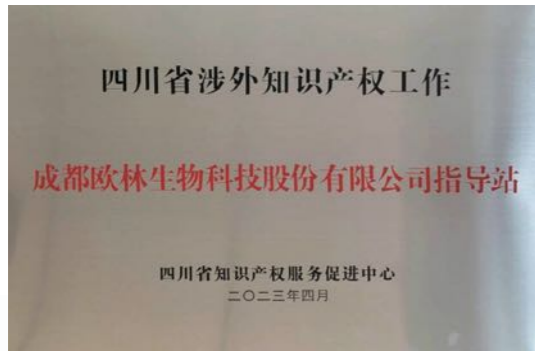 四川省涉外知识产权工作
成都欧林生物科技股份有限公司指导站
四川省知识产权服务促进中心
二〇二三年四月